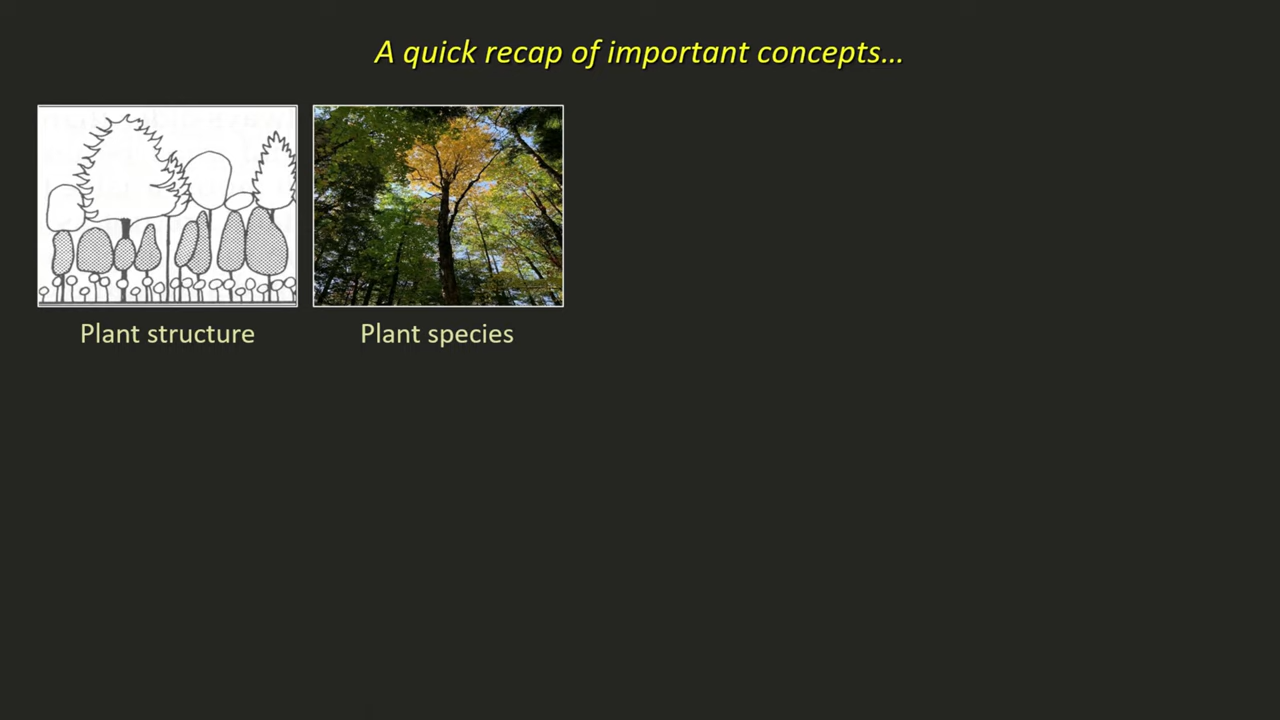 A quick recap of important concepts...
Plant structure
Plant species